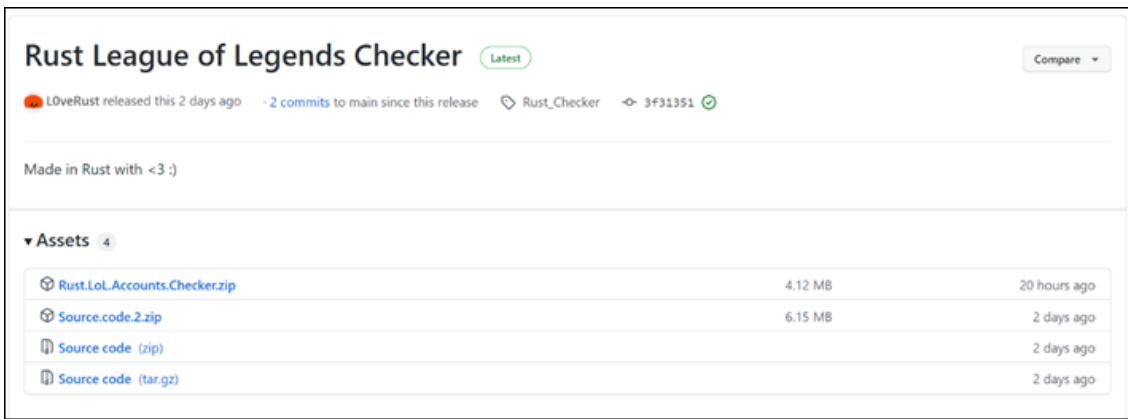 Rust League of Legends Checker Latest Compare
L0veRust released this 2 days ago · 2 commits to main since this release Rust_Checker 3f31351
Made in Rust with <3 :)
Assets 4
Rust.LoL.Accounts.Checker.zip 4.12 MB 20 hours ago
Source.code.2.zip 6.15 MB 2 days ago
Source code (zip) 2 days ago
Source code (tar.gz) 2 days ago